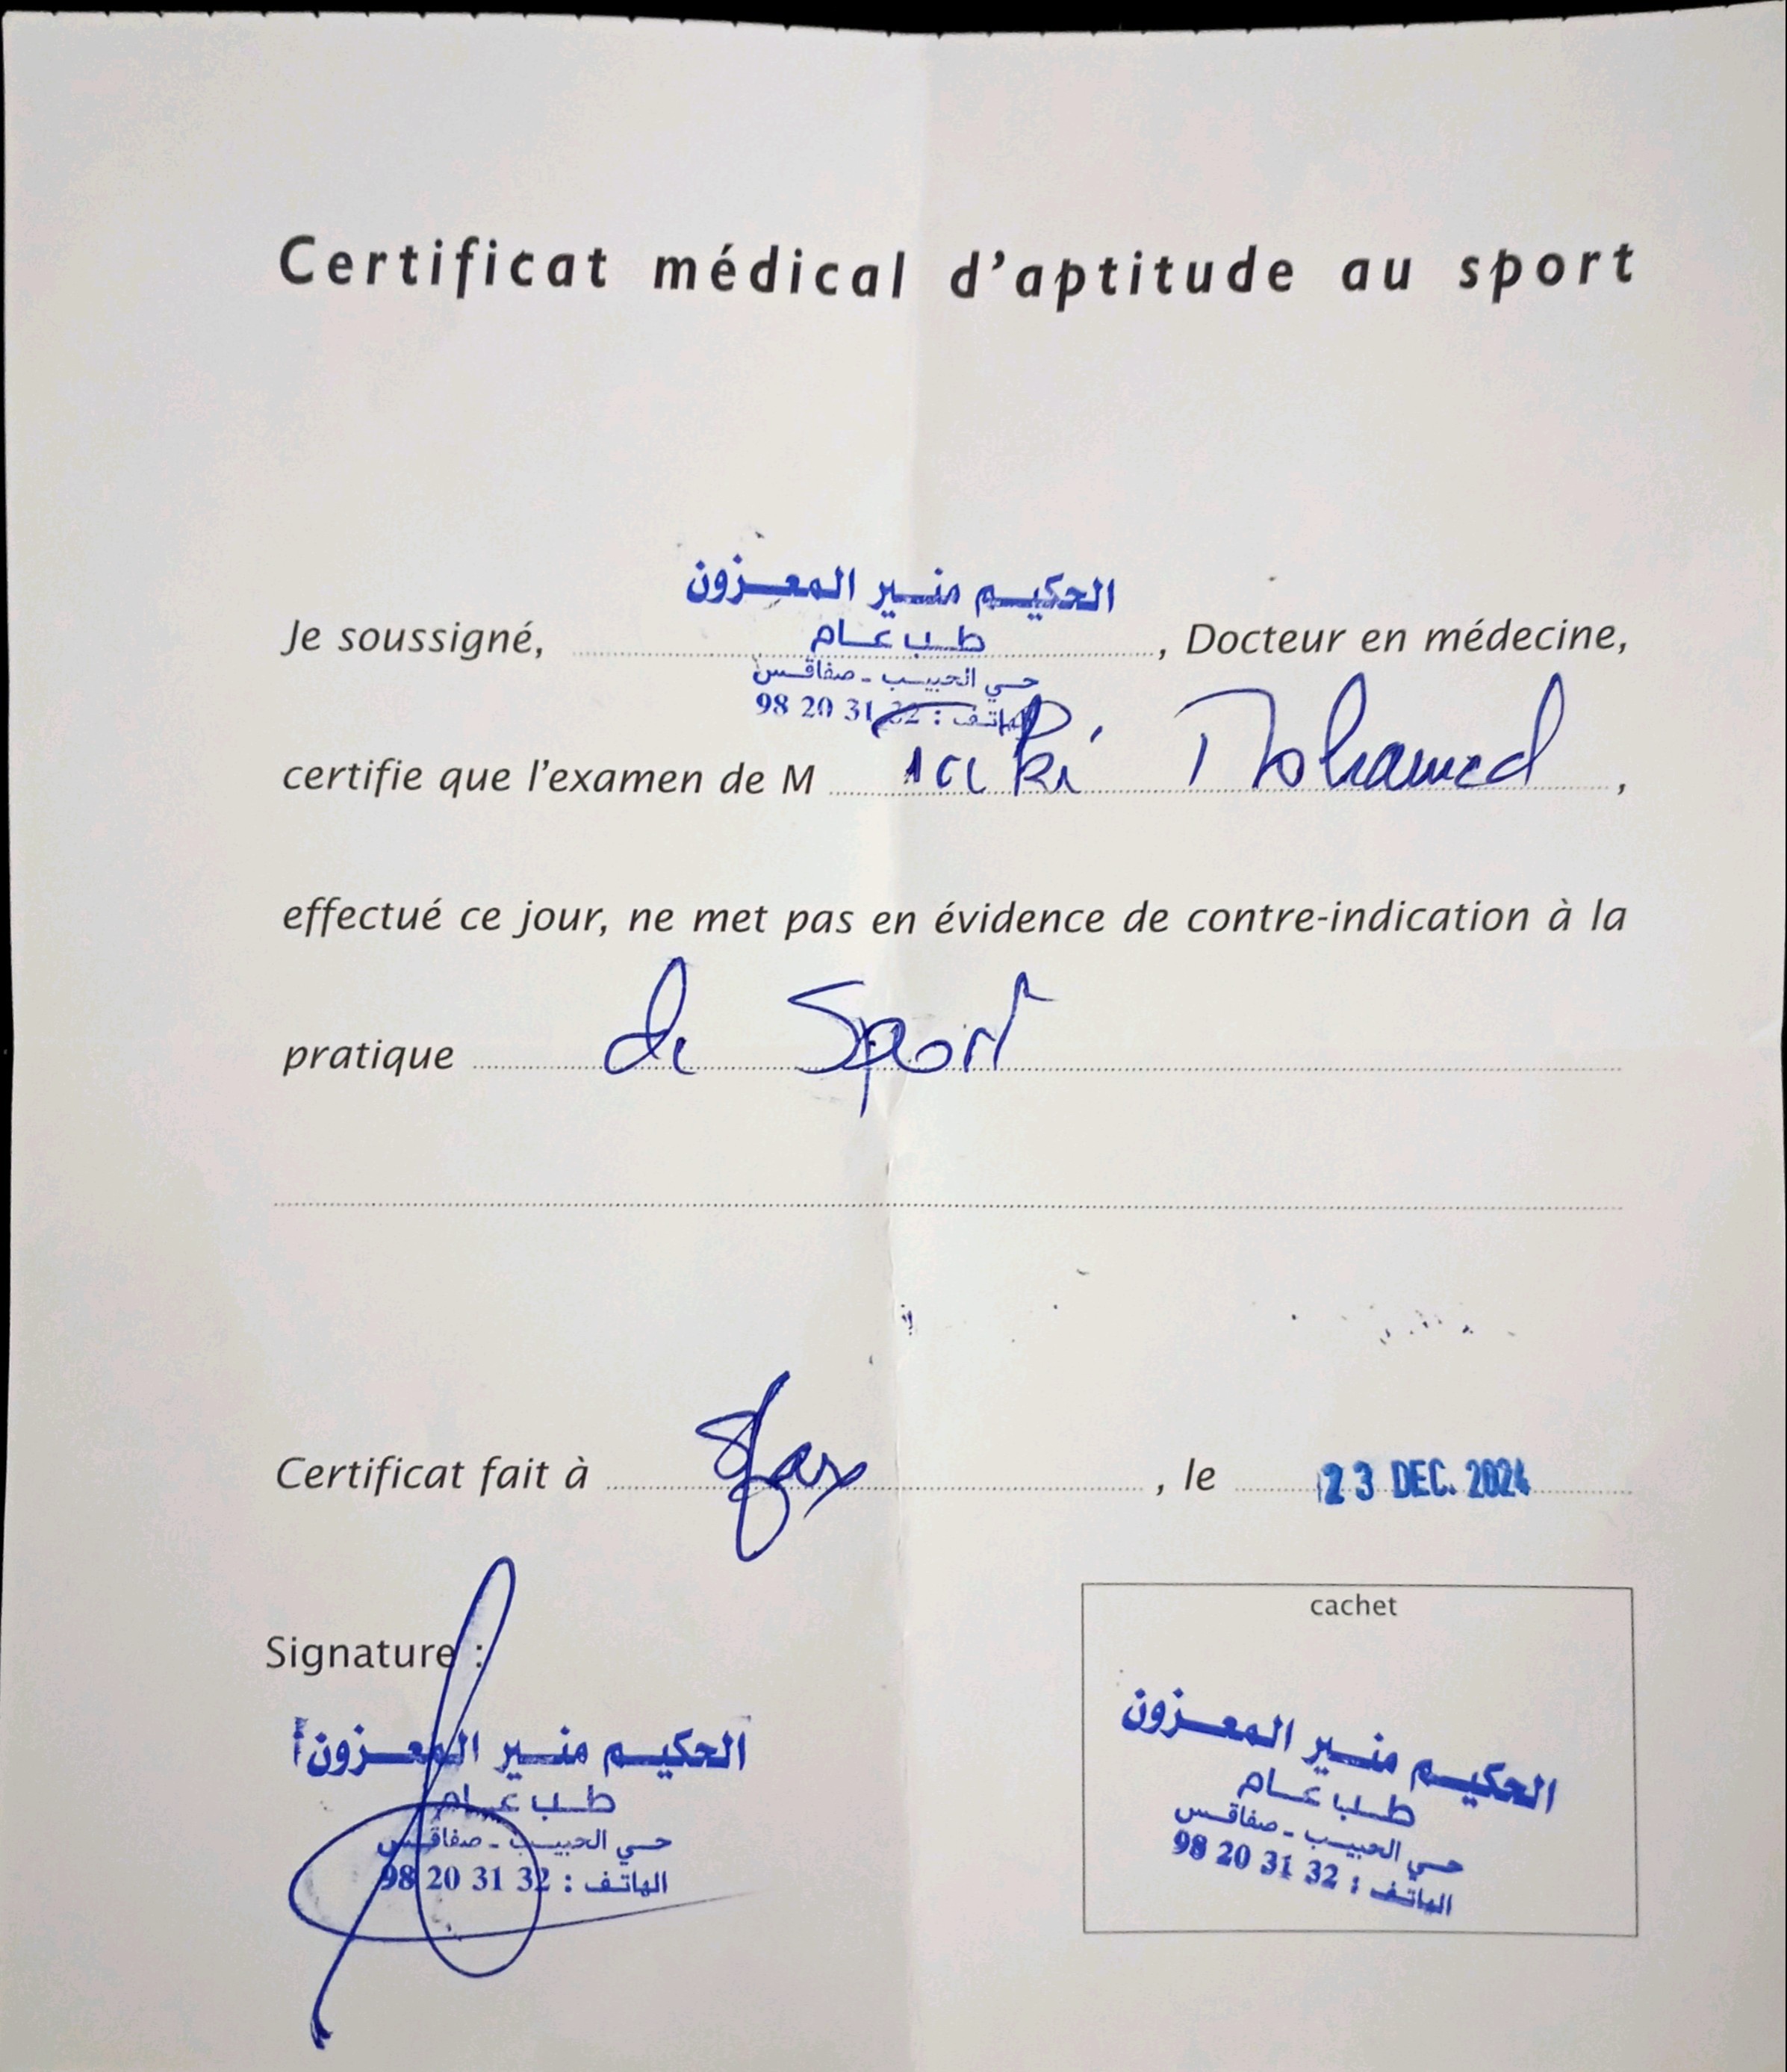 Certificat médical d'aptitude au sport
الحكيم منير المعزون
Je soussigné, طب عام , Docteur en médecine,
حي الحبيب - صفاقس
الهاتف : 32 31 20 98
certifie que l'examen de M Mohamed ,
effectué ce jour, ne met pas en évidence de contre-indication à la
pratique de Sport
Certificat fait à Sfax , le 23 DEC. 2024
Signature :
الحكيم منير المعزون
طب عام
حي الحبيب - صفاقس
الهاتف : 32 31 20 98
cachet
الحكيم منير المعزون
طب عام
حي الحبيب - صفاقس
الهاتف : 32 31 20 98